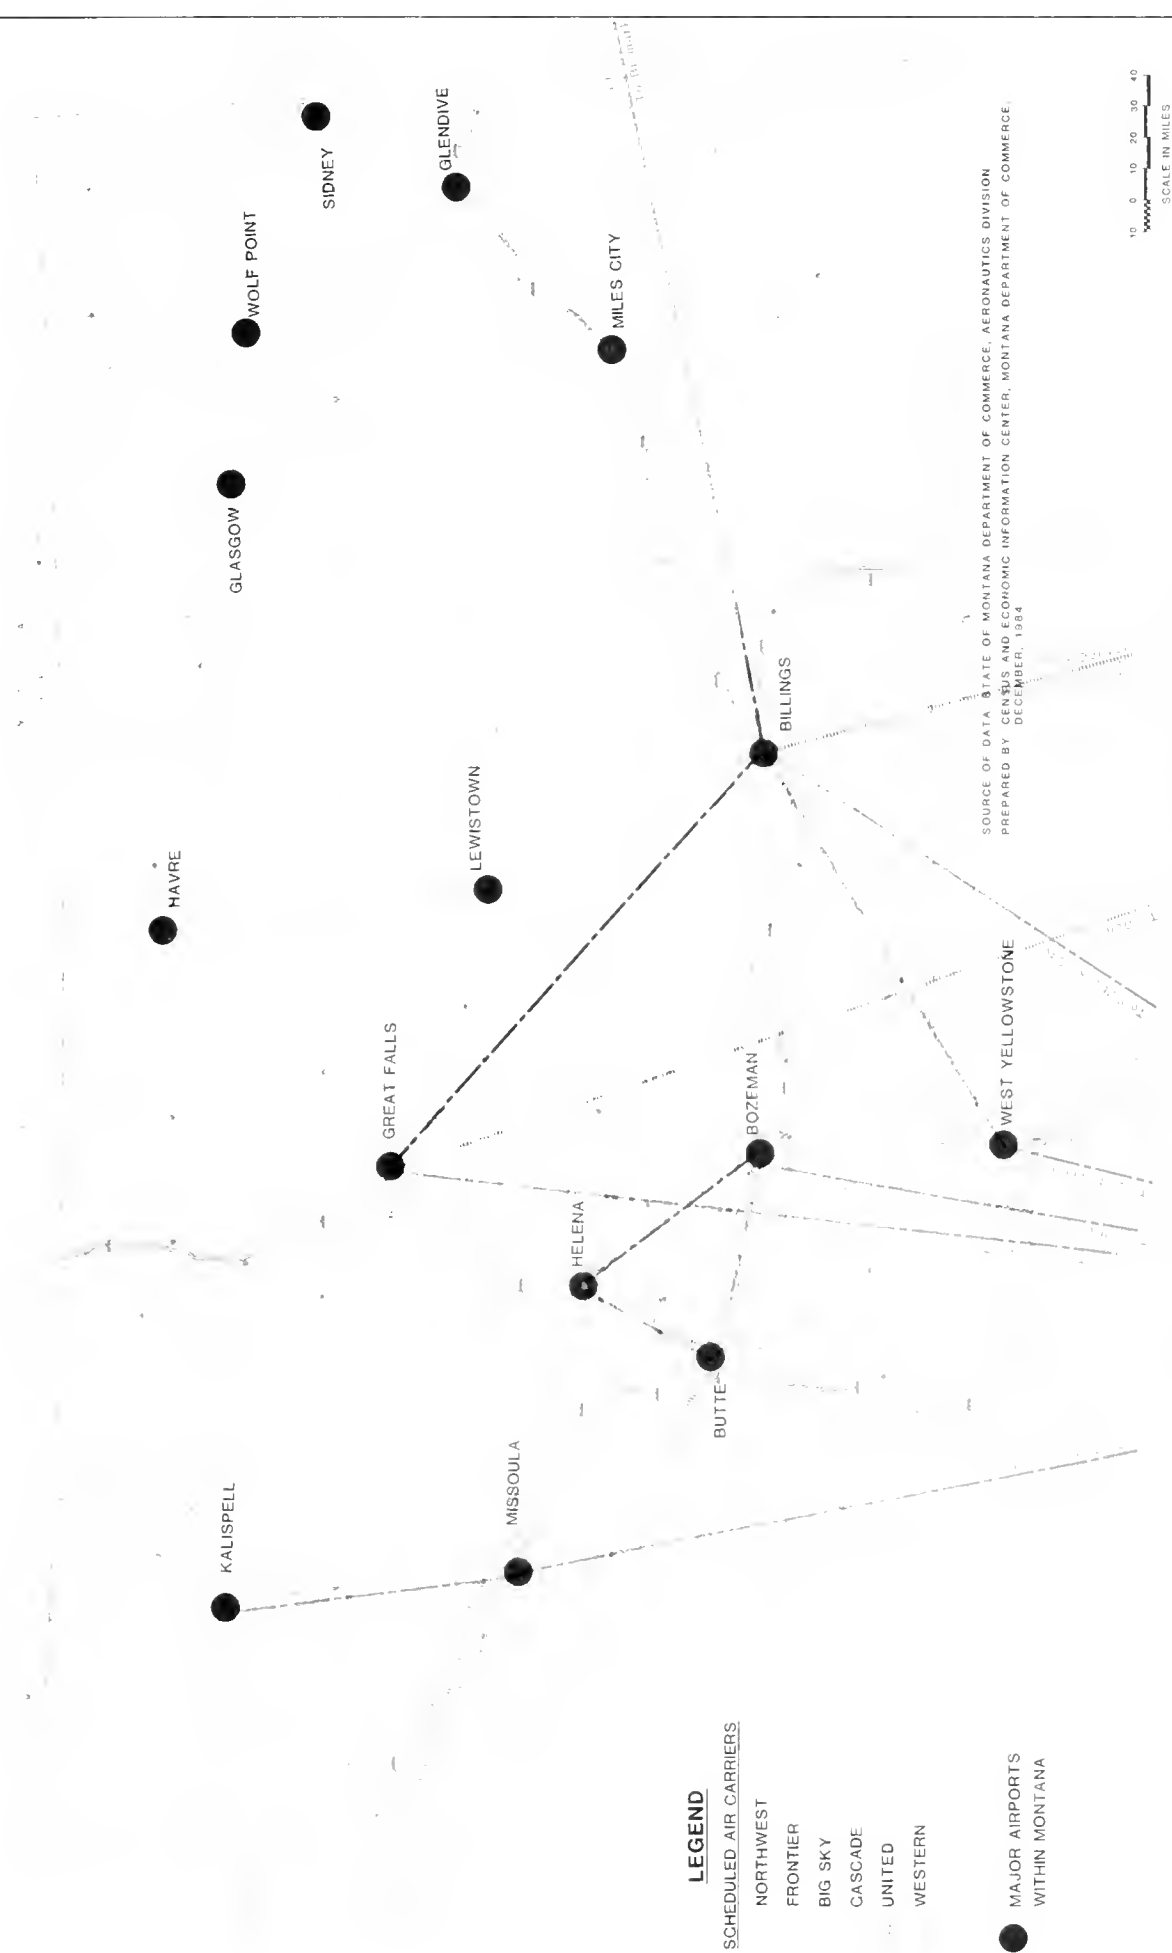 HAVRE
WOLF POINT
SIDNEY
GLASGOW
GLENDIVE
KALISPELL
GREAT FALLS
LEWISTOWN
MILES CITY
MISSOULA
HELENA
BUTTE
BOZEMAN
BILLINGS
WEST YELLOWSTONE
LEGEND
SCHEDULED AIR CARRIERS
NORTHWEST
FRONTIER
BIG SKY
CASCADE
UNITED
WESTERN
MAJOR AIRPORTS
WITHIN MONTANA
SOURCE OF DATA STATE OF MONTANA DEPARTMENT OF COMMERCE, AERONAUTICS DIVISION
PREPARED BY CENSUS AND ECONOMIC INFORMATION CENTER, MONTANA DEPARTMENT OF COMMERCE,
DECEMBER, 1984
10 0 10 20 30 40
SCALE IN MILES